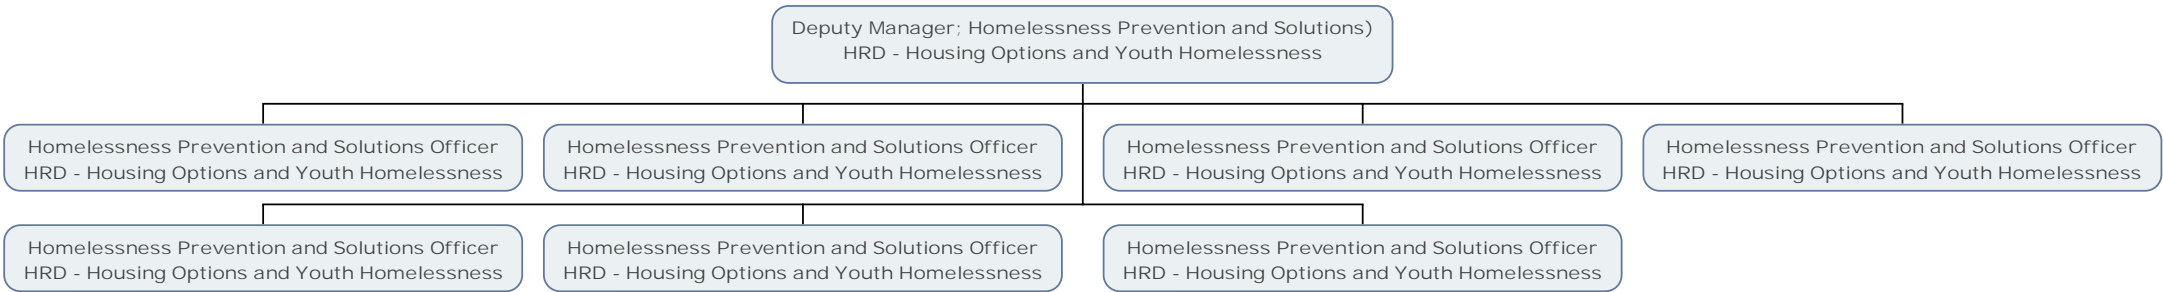 Deputy Manager; Homelessness Prevention and Solutions)
HRD - Housing Options and Youth Homelessness
Homelessness Prevention and Solutions Officer
HRD - Housing Options and Youth Homelessness
Homelessness Prevention and Solutions Officer
HRD - Housing Options and Youth Homelessness
Homelessness Prevention and Solutions Officer
HRD - Housing Options and Youth Homelessness
Homelessness Prevention and Solutions Officer
HRD - Housing Options and Youth Homelessness
Homelessness Prevention and Solutions Officer
HRD - Housing Options and Youth Homelessness
Homelessness Prevention and Solutions Officer
HRD - Housing Options and Youth Homelessness
Homelessness Prevention and Solutions Officer
HRD - Housing Options and Youth Homelessness